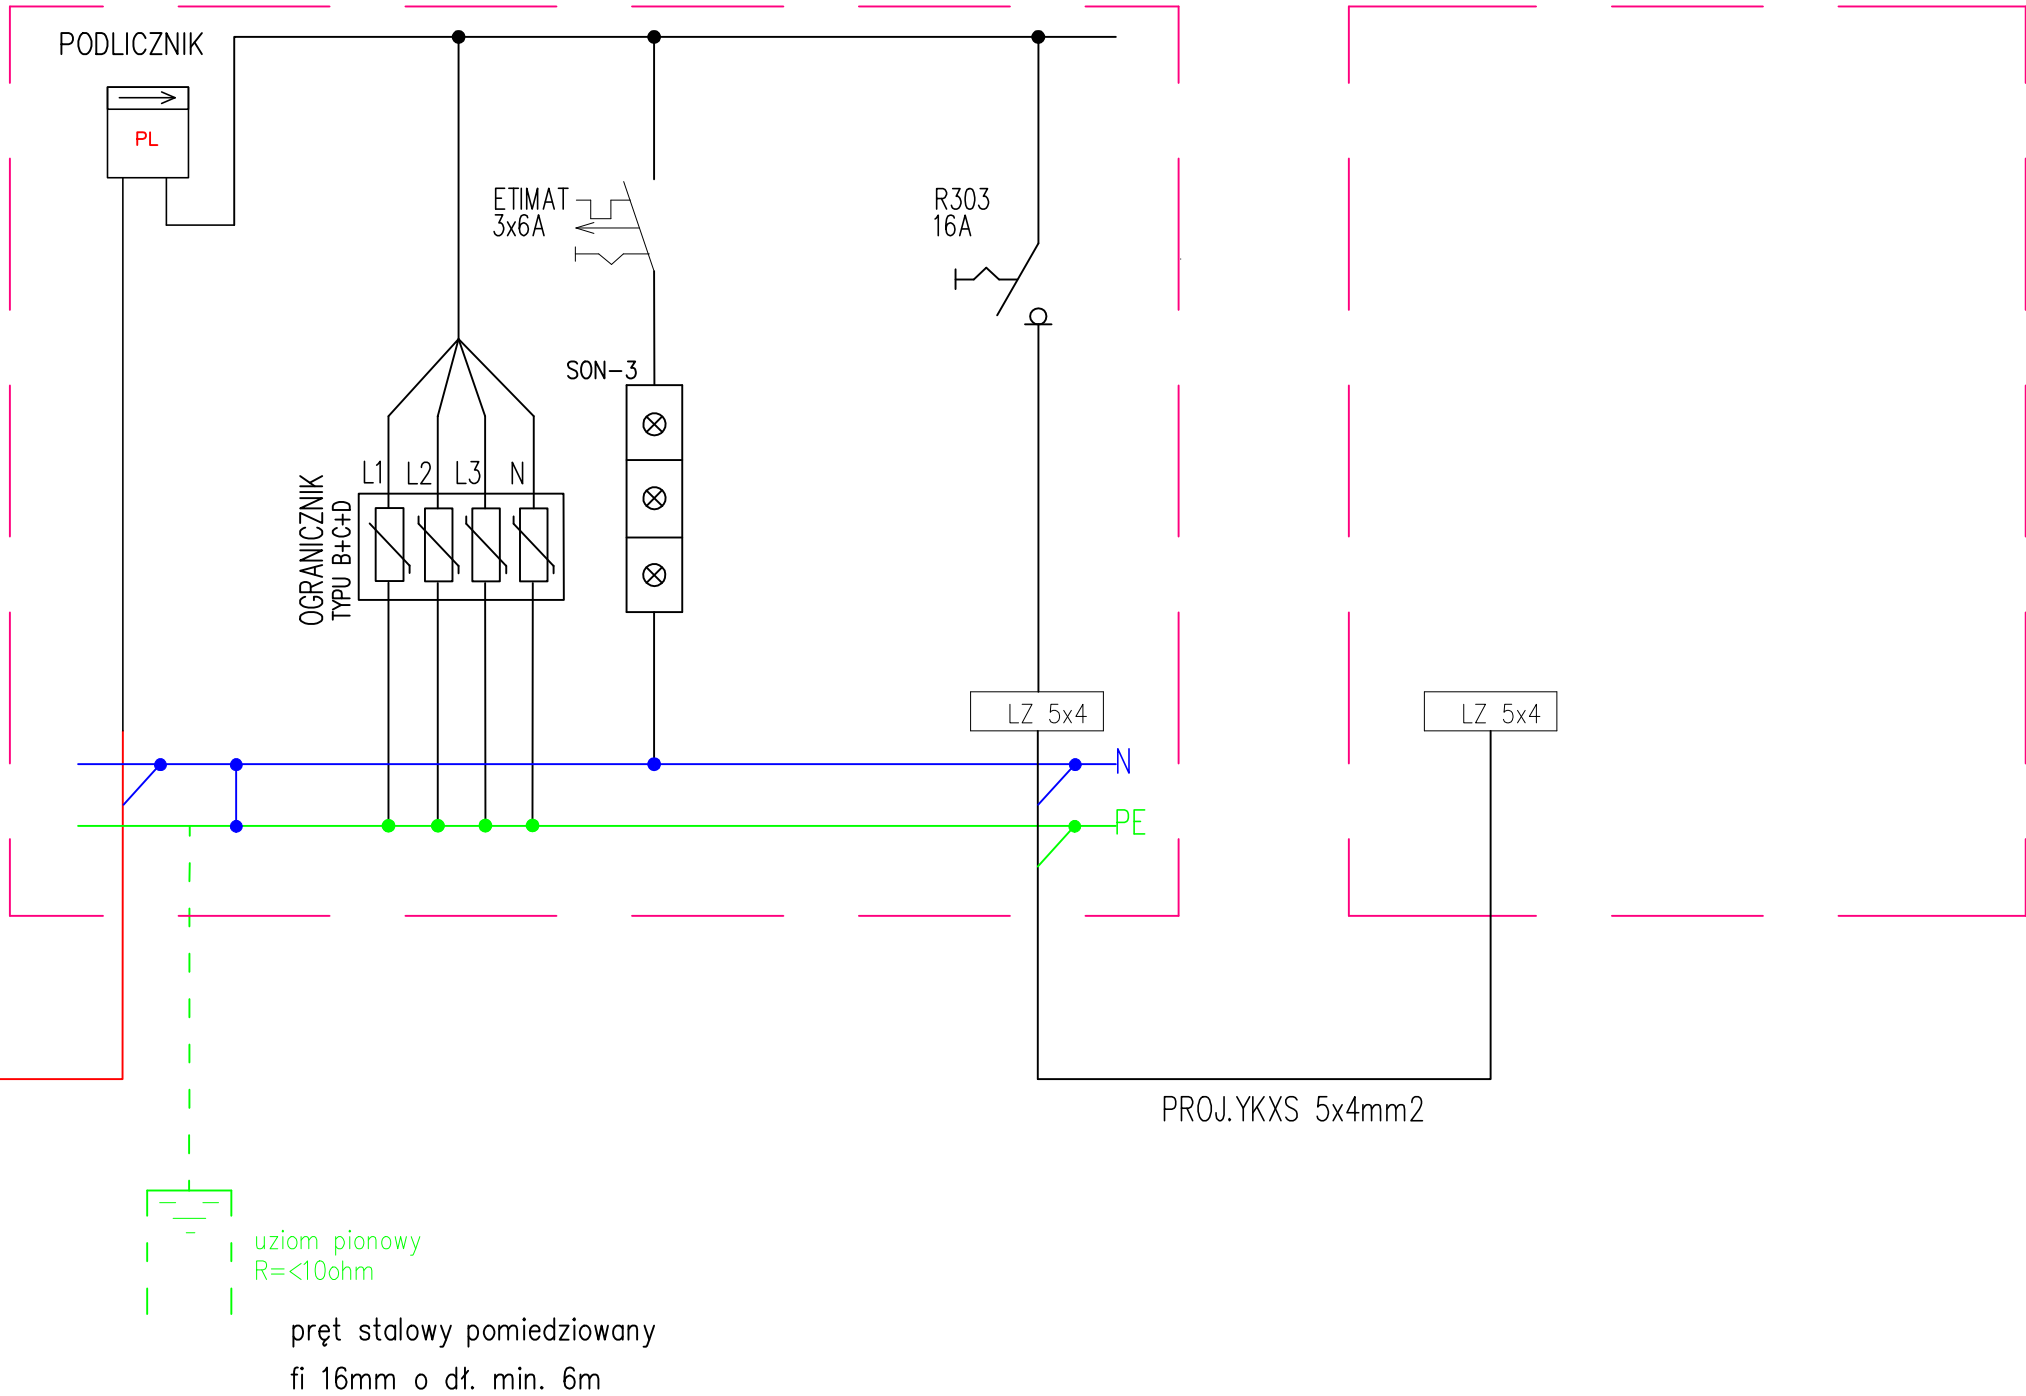 PODLICZNIK
PL
ETIMAT
3x6A
R303
16A
SON-3
L1 L2 L3 N
OGRANICZNIK
TYPU B+C+D
LZ 5x4
LZ 5x4
N
PE
PROJ.YKXS 5x4mm2
uziom pionowy
R=<10ohm
pręt stalowy pomiedziowany
fi 16mm o dł. min. 6m